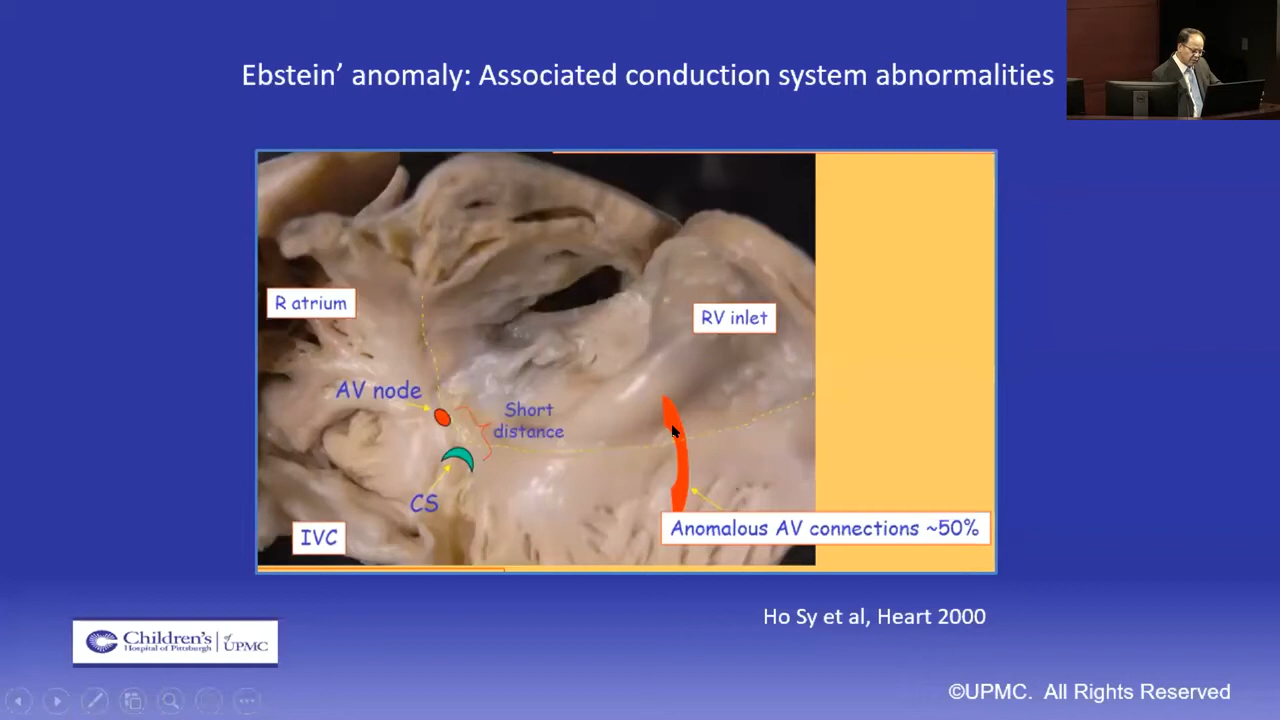 Ebstein’ anomaly: Associated conduction system abnormalities
R atrium
RV inlet
AV node
Short
distance
CS
IVC
Anomalous AV connections ~50%
Ho Sy et al, Heart 2000
Children's
Hospital of Pittsburgh
of
UPMC
©UPMC. All Rights Reserved